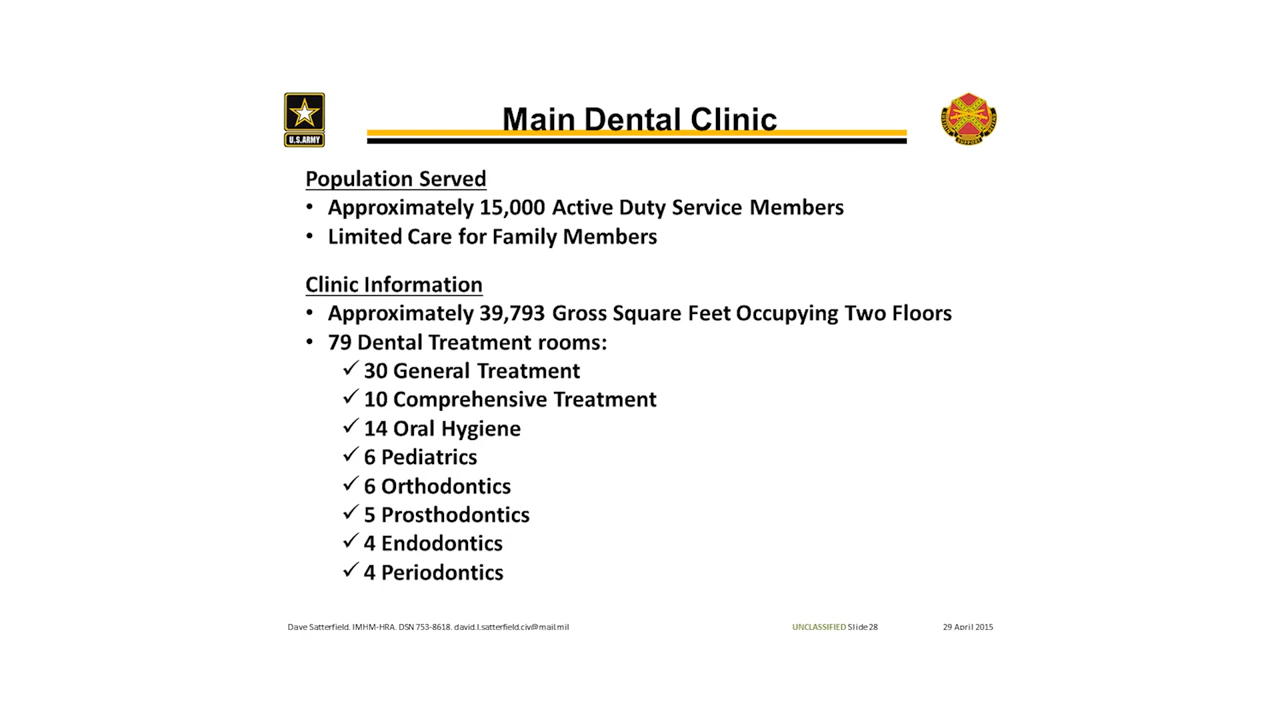 Main Dental Clinic
U.S.ARMY
Population Served
• Approximately 15,000 Active Duty Service Members
• Limited Care for Family Members
Clinic Information
• Approximately 39,793 Gross Square Feet Occupying Two Floors
• 79 Dental Treatment rooms:
✓ 30 General Treatment
✓ 10 Comprehensive Treatment
✓ 14 Oral Hygiene
✓ 6 Pediatrics
✓ 6 Orthodontics
✓ 5 Prosthodontics
✓ 4 Endodontics
✓ 4 Periodontics
Dave Satterfield. IMHM-HRA. DSN 753-8618. david.l.satterfield.civ@mail.mil
UNCLASSIFIED Slide 28
29 April 2015